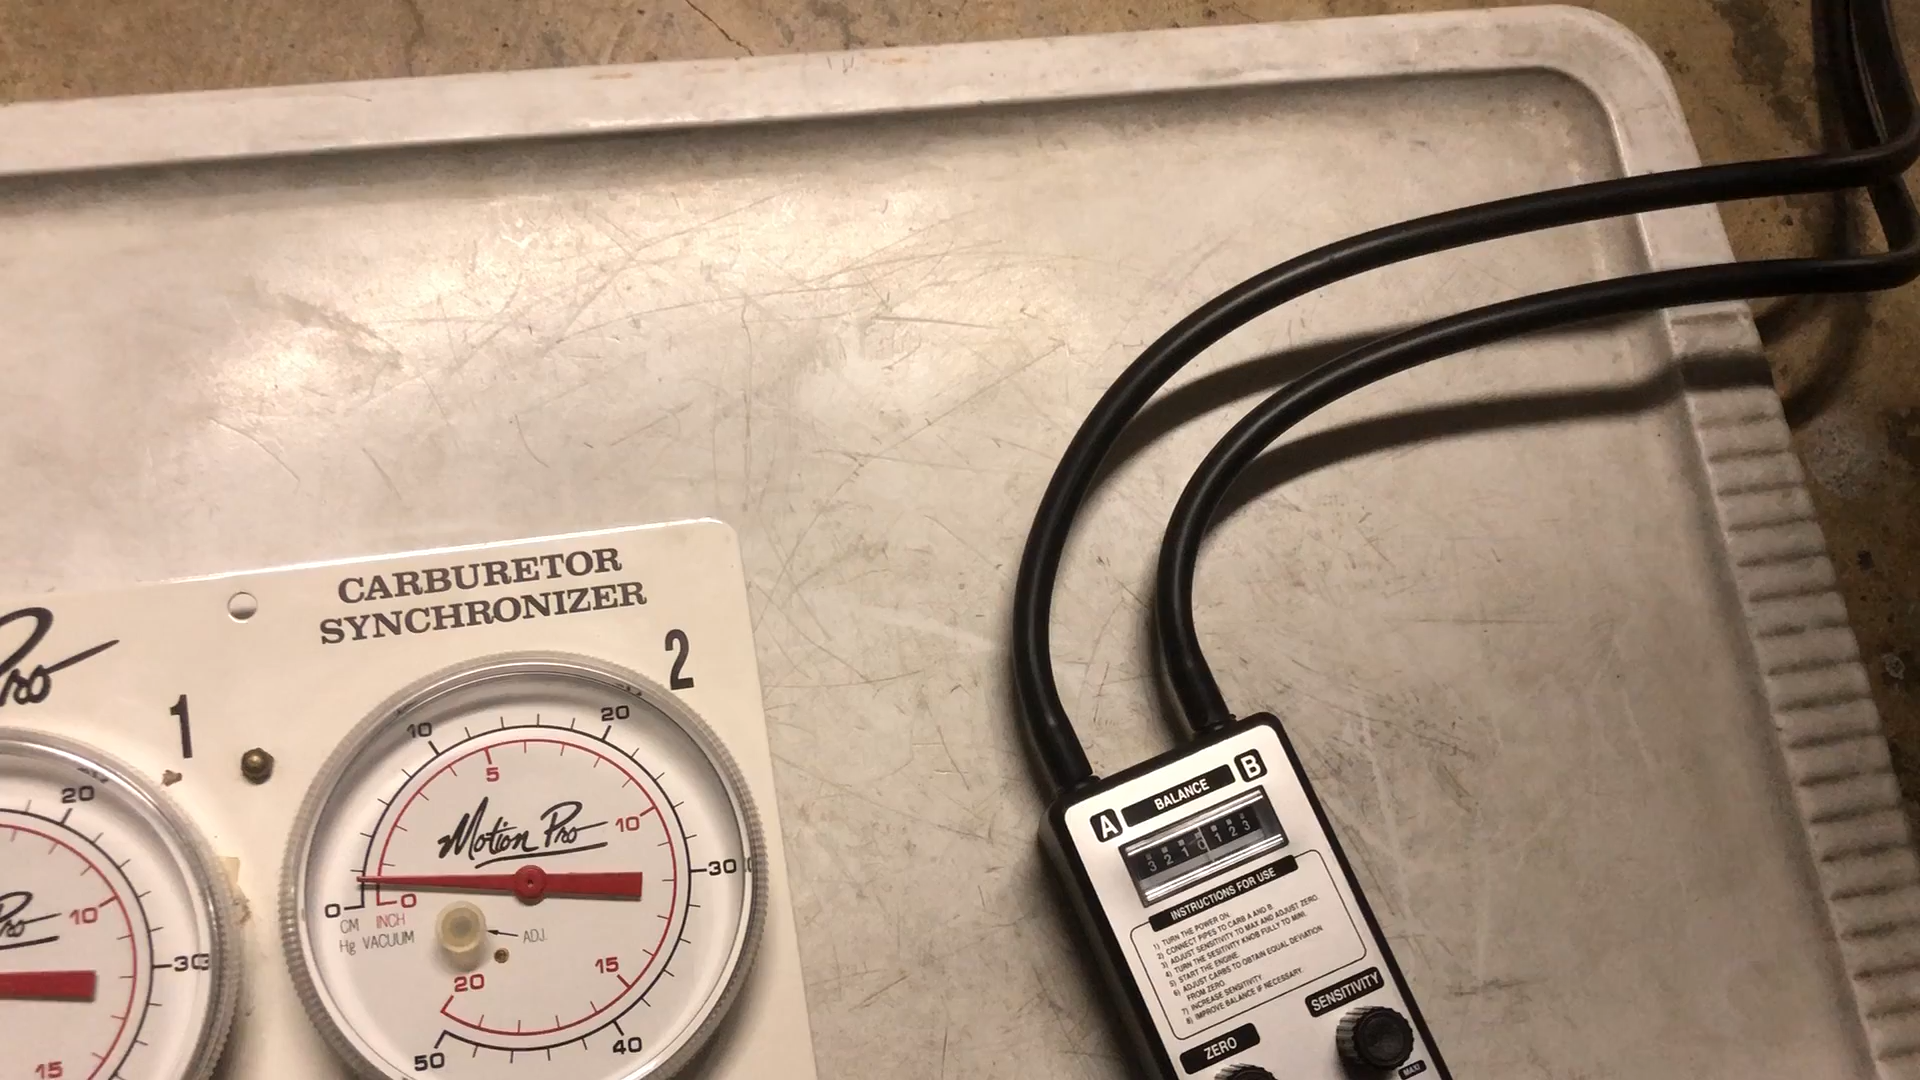 Pro
1
20
10
30
15
CARBURETOR
SYNCHRONIZER
2
10
20
5
Motion Pro
10
30
0
0
CM
INCH
Hg VACUUM
ADJ.
20
15
50
40
A
BALANCE
B
3 2 1 0 1 2 3
INSTRUCTIONS FOR USE
1) TURN THE POWER ON.
2) CONNECT PIPES TO CARB A AND B.
3) ADJUST SENSITIVITY TO MAX AND ADJUST ZERO.
4) TURN THE SESITIVITY KNOB FULLY TO MINI.
5) START THE ENGINE.
6) ADJUST CARBS TO OBTAIN EQUAL DEVIATION
FROM ZERO.
7) INCREASE SENSITIVITY.
8) IMPROVE BALANCE IF NECESSARY.
SENSITIVITY
ZERO
MAXI